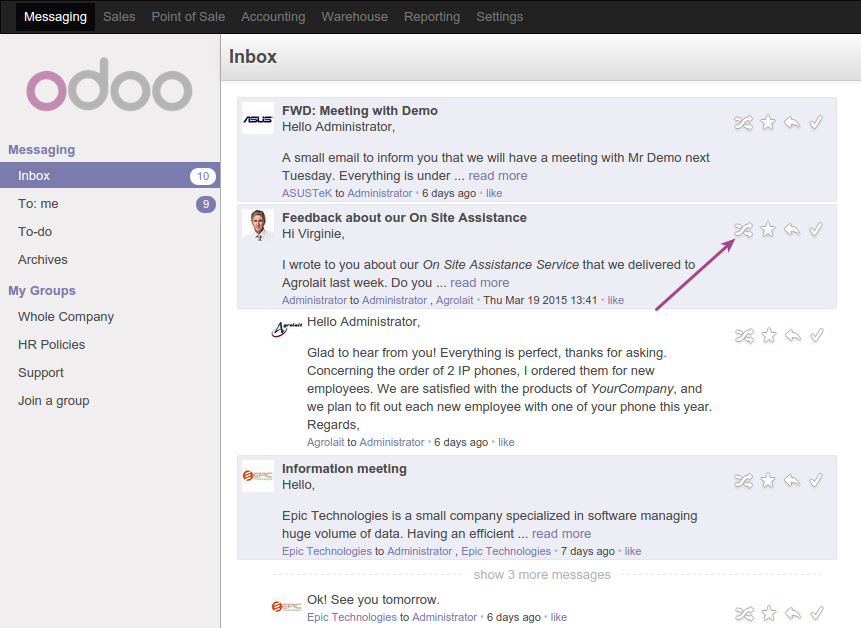 Messaging Sales Point of Sale Accounting Warehouse Reporting Settings
odoo
Messaging
Inbox 10
To: me 9
To-do
Archives
My Groups
Whole Company
HR Policies
Support
Join a group
Inbox
ASUS
FWD: Meeting with Demo
Hello Administrator,
A small email to inform you that we will have a meeting with Mr Demo next
Tuesday. Everything is under ... read more
ASUSTeK to Administrator • 6 days ago • like
Feedback about our On Site Assistance
Hi Virginie,
I wrote to you about our On Site Assistance Service that we delivered to
Agrolait last week. Do you ... read more
Administrator to Administrator , Agrolait • Thu Mar 19 2015 13:41 • like
Agrolait
Hello Administrator,
Glad to hear from you! Everything is perfect, thanks for asking.
Concerning the order of 2 IP phones, I ordered them for new
employees. We are satisfied with the products of YourCompany, and
we plan to fit out each new employee with one of your phone this year.
Regards,
Agrolait to Administrator • 6 days ago • like
EPIC
Information meeting
Hello,
Epic Technologies is a small company specialized in software managing
huge volume of data. Having an efficient ... read more
Epic Technologies to Administrator , Epic Technologies • 7 days ago • like
show 3 more messages
EPIC
Ok! See you tomorrow.
Epic Technologies to Administrator • 6 days ago • like